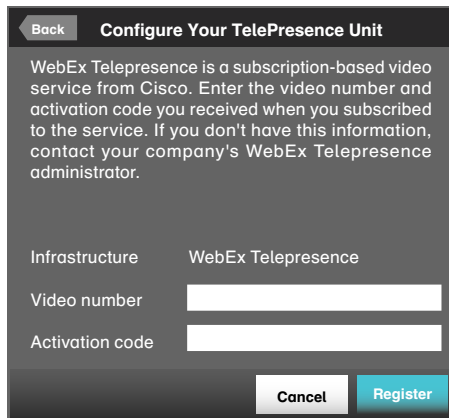 Back
Configure Your TelePresence Unit
WebEx Telepresence is a subscription-based video
service from Cisco. Enter the video number and
activation code you received when you subscribed
to the service. If you don't have this information,
contact your company's WebEx Telepresence
administrator.
Infrastructure WebEx Telepresence
Video number
Activation code
Cancel Register